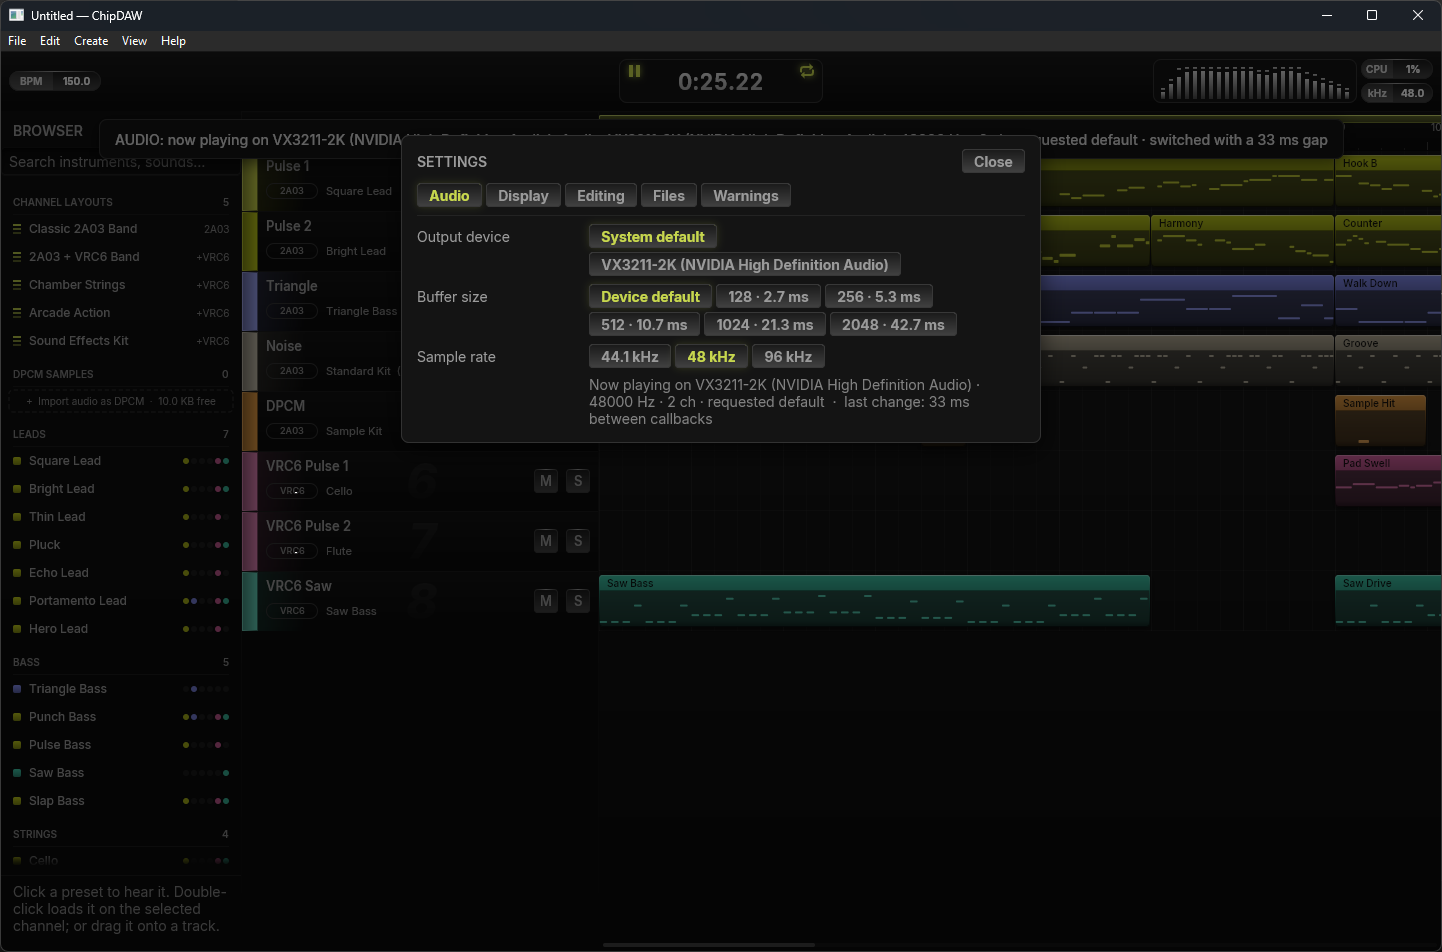 Untitled — ChipDAW
File Edit Create View Help
BPM 150.0
0:25.22
CPU 1%
kHz 48.0
BROWSER
Search instruments, sounds...
CHANNEL LAYOUTS 5
Classic 2A03 Band 2A03
2A03 + VRC6 Band +VRC6
Chamber Strings +VRC6
Arcade Action +VRC6
Sound Effects Kit +VRC6
DPCM SAMPLES 0
+ Import audio as DPCM · 10.0 KB free
LEADS 7
Square Lead
Bright Lead
Thin Lead
Pluck
Echo Lead
Portamento Lead
Hero Lead
BASS 5
Triangle Bass
Punch Bass
Pulse Bass
Saw Bass
Slap Bass
STRINGS 4
Cello
Click a preset to hear it. Double-
click loads it on the selected
channel; or drag it onto a track.
AUDIO: now playing on VX3211-2K (NVIDIA
requested default · switched with a 33 ms gap
Pulse 1
2A03 Square Lead
Pulse 2
2A03 Bright Lead
Triangle
2A03 Triangle Bass
Noise
2A03 Standard Kit (
DPCM
2A03 Sample Kit
VRC6 Pulse 1
VRC6 Cello
6
M S
VRC6 Pulse 2
VRC6 Flute
7
M S
VRC6 Saw
VRC6 Saw Bass
8
M S
SETTINGS
Close
Audio Display Editing Files Warnings
Output device System default
VX3211-2K (NVIDIA High Definition Audio)
Buffer size Device default 128 · 2.7 ms 256 · 5.3 ms
512 · 10.7 ms 1024 · 21.3 ms 2048 · 42.7 ms
Sample rate 44.1 kHz 48 kHz 96 kHz
Now playing on VX3211-2K (NVIDIA High Definition Audio) ·
48000 Hz · 2 ch · requested default · last change: 33 ms
between callbacks
Hook B
Harmony Counter
Walk Down
Groove
Sample Hit
Pad Swell
Saw Bass Saw Drive